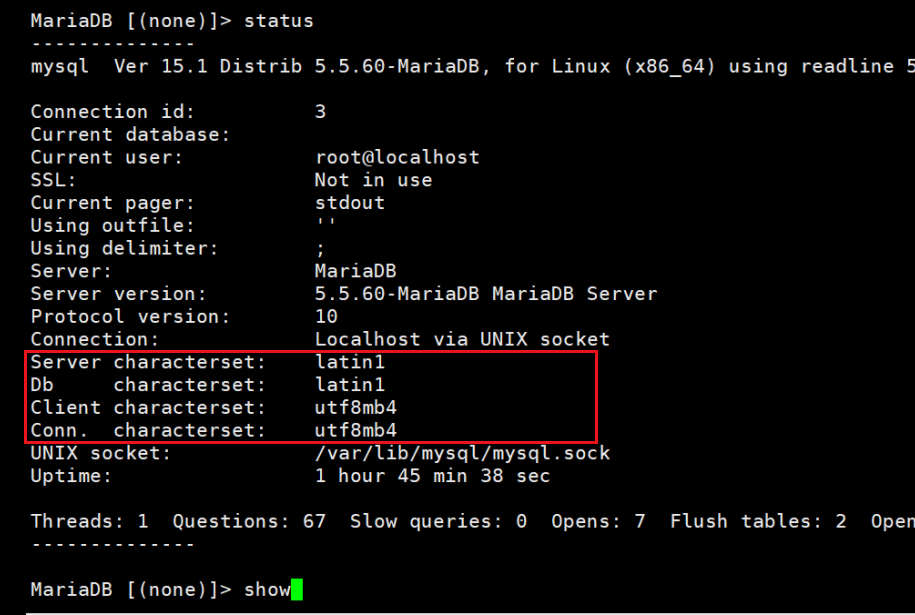 MariaDB [(none)]> status
--------------
mysql  Ver 15.1 Distrib 5.5.60-MariaDB, for Linux (x86_64) using readline 5

Connection id:          3
Current database:
Current user:           root@localhost
SSL:                    Not in use
Current pager:          stdout
Using outfile:          ''
Using delimiter:        ;
Server:                 MariaDB
Server version:         5.5.60-MariaDB MariaDB Server
Protocol version:       10
Connection:             Localhost via UNIX socket
Server characterset:    latin1
Db     characterset:    latin1
Client characterset:    utf8mb4
Conn.  characterset:    utf8mb4
UNIX socket:            /var/lib/mysql/mysql.sock
Uptime:                 1 hour 45 min 38 sec

Threads: 1  Questions: 67  Slow queries: 0  Opens: 7  Flush tables: 2  Open
--------------

MariaDB [(none)]> show